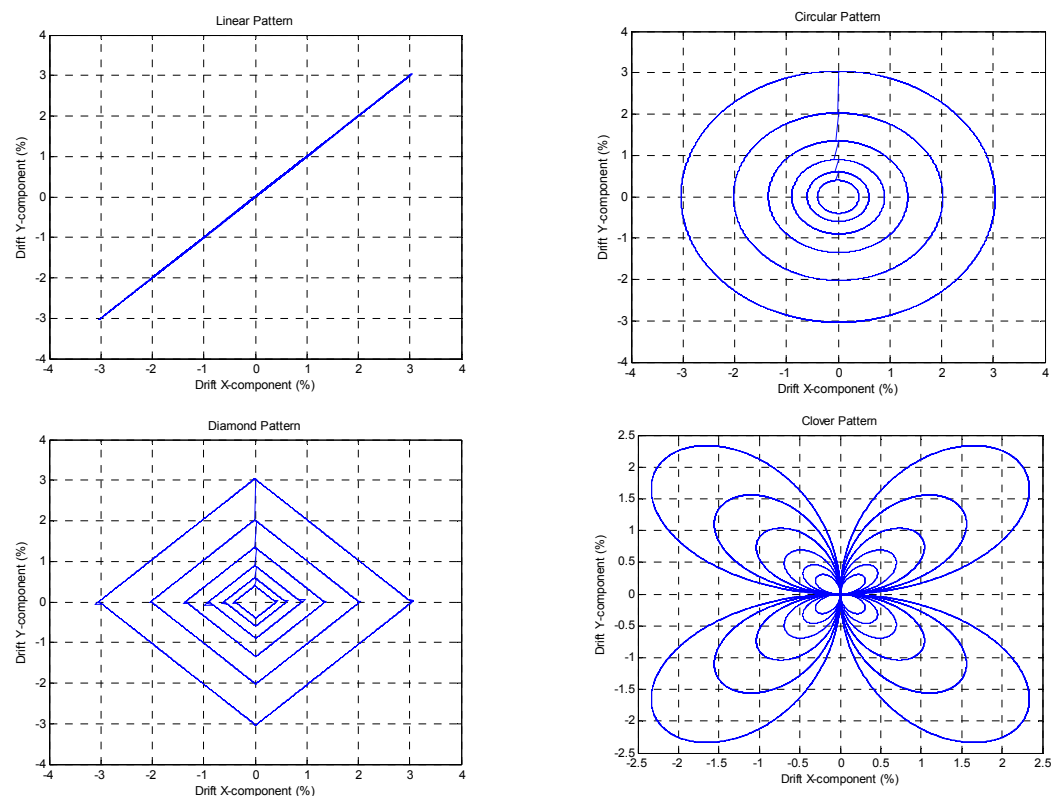 Linear Pattern
4
3
2
1
0
-1
-2
-3
-4
Drift Y-component (%)
-4 -3 -2 -1 0 1 2 3 4
Drift X-component (%)
Circular Pattern
4
3
2
1
0
-1
-2
-3
-4
Drift Y-component (%)
-4 -3 -2 -1 0 1 2 3 4
Drift X-component (%)
Diamond Pattern
4
3
2
1
0
-1
-2
-3
-4
Drift Y-component (%)
-4 -3 -2 -1 0 1 2 3 4
Drift X-component (%)
Clover Pattern
2.5
2
1.5
1
0.5
0
-0.5
-1
-1.5
-2
-2.5
Drift Y-component (%)
-2.5 -2 -1.5 -1 -0.5 0 0.5 1 1.5 2 2.5
Drift X-component (%)